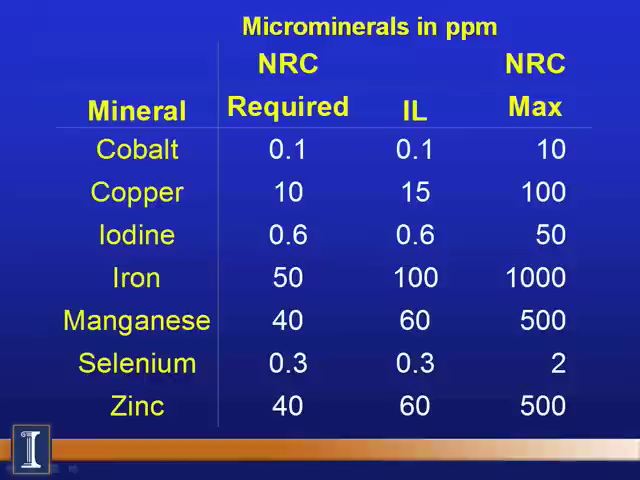 Microminerals in ppm
NRC NRC
Mineral Required IL Max
Cobalt 0.1 0.1 10
Copper 10 15 100
Iodine 0.6 0.6 50
Iron 50 100 1000
Manganese 40 60 500
Selenium 0.3 0.3 2
Zinc 40 60 500
I